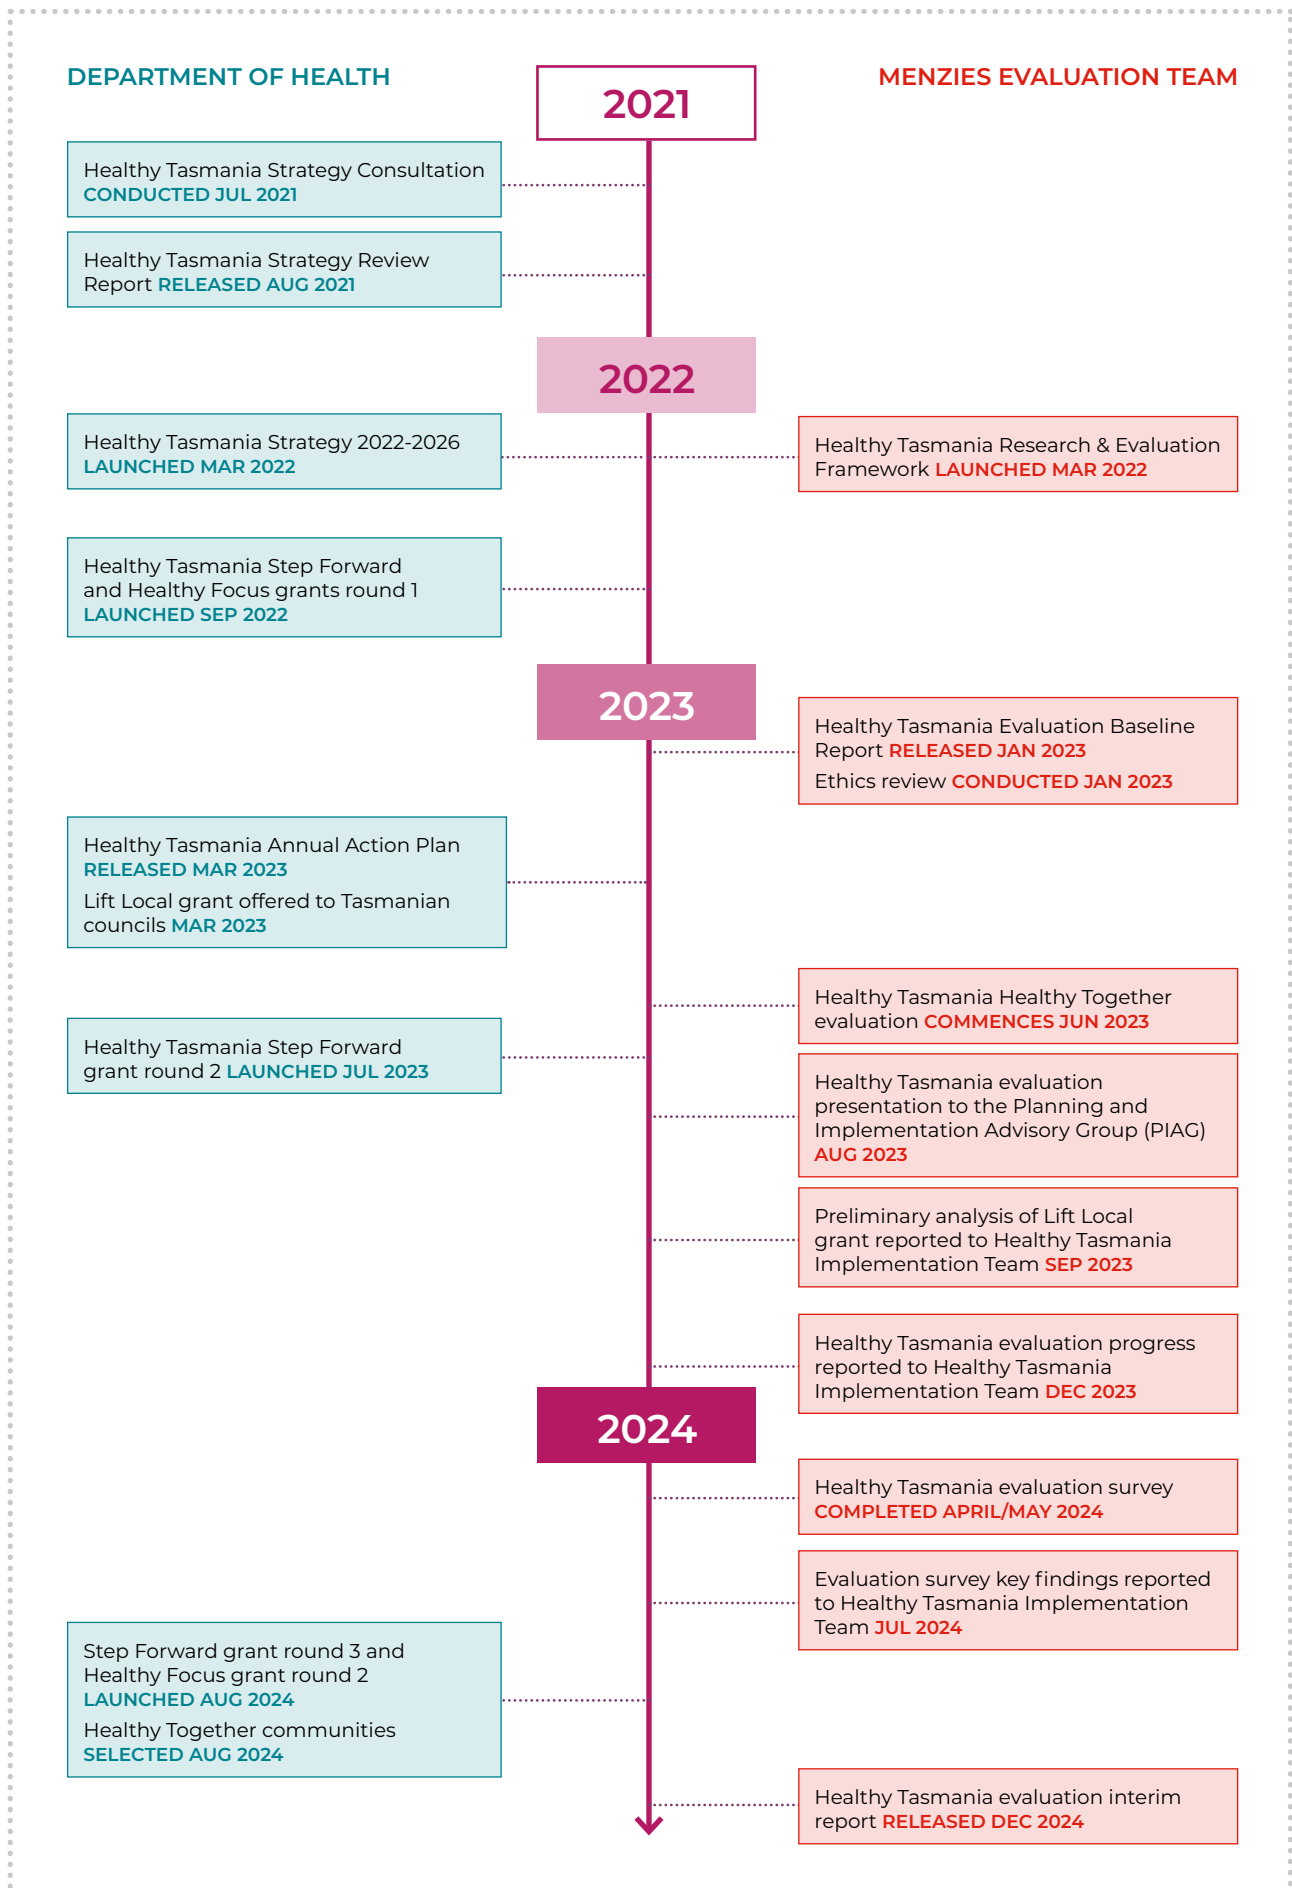 DEPARTMENT OF HEALTH
MENZIES EVALUATION TEAM
2021
Healthy Tasmania Strategy Consultation
CONDUCTED JUL 2021
Healthy Tasmania Strategy Review
Report RELEASED AUG 2021
2022
Healthy Tasmania Strategy 2022-2026
LAUNCHED MAR 2022
Healthy Tasmania Research & Evaluation
Framework LAUNCHED MAR 2022
Healthy Tasmania Step Forward
and Healthy Focus grants round 1
LAUNCHED SEP 2022
2023
Healthy Tasmania Evaluation Baseline
Report RELEASED JAN 2023
Ethics review CONDUCTED JAN 2023
Healthy Tasmania Annual Action Plan
RELEASED MAR 2023
Lift Local grant offered to Tasmanian
councils MAR 2023
Healthy Tasmania Healthy Together
evaluation COMMENCES JUN 2023
Healthy Tasmania Step Forward
grant round 2 LAUNCHED JUL 2023
Healthy Tasmania evaluation
presentation to the Planning and
Implementation Advisory Group (PIAG)
AUG 2023
Preliminary analysis of Lift Local
grant reported to Healthy Tasmania
Implementation Team SEP 2023
Healthy Tasmania evaluation progress
reported to Healthy Tasmania
Implementation Team DEC 2023
2024
Healthy Tasmania evaluation survey
COMPLETED APRIL/MAY 2024
Evaluation survey key findings reported
to Healthy Tasmania Implementation
Team JUL 2024
Step Forward grant round 3 and
Healthy Focus grant round 2
LAUNCHED AUG 2024
Healthy Together communities
SELECTED AUG 2024
Healthy Tasmania evaluation interim
report RELEASED DEC 2024